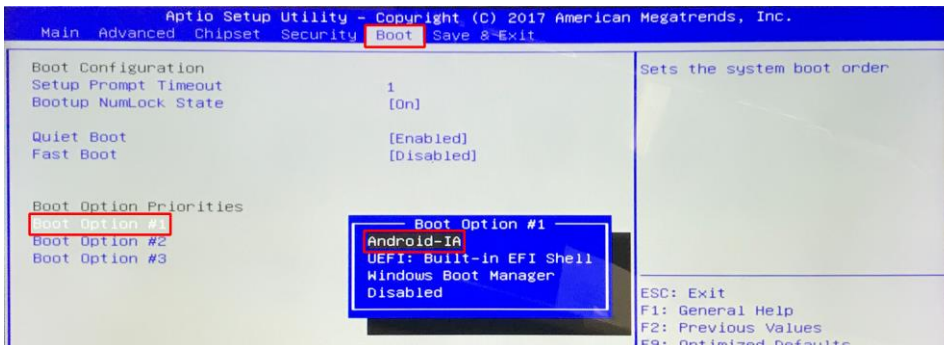 Aptio Setup Utility – Copyright (C) 2017 American Megatrends, Inc.
Main Advanced Chipset Security Boot Save & Exit
Boot Configuration
Setup Prompt Timeout 1
Bootup NumLock State [On]
Quiet Boot [Enabled]
Fast Boot [Disabled]
Boot Option Priorities
Boot Option #1
Boot Option #2
Boot Option #3
Boot Option #1
Android-IA
UEFI: Built-in EFI Shell
Windows Boot Manager
Disabled
Sets the system boot order
ESC: Exit
F1: General Help
F2: Previous Values
F9: Optimized Defaults